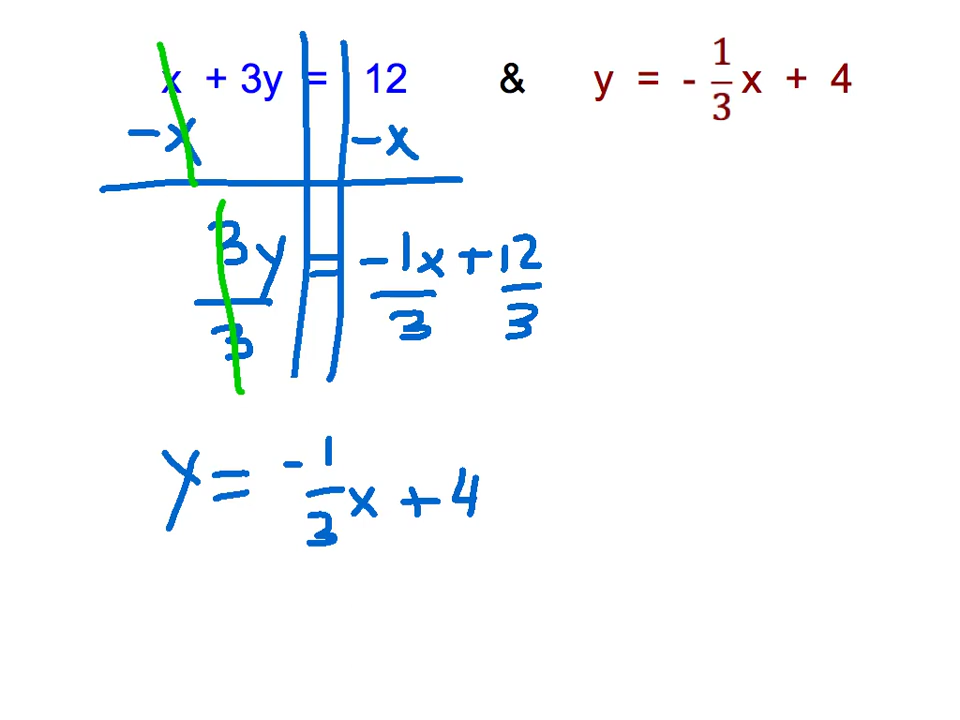 x + 3y = 12 & y = - 1/3 x + 4
-x -x
3y/3 = -1x/3 + 12/3
y = -1/3 x + 4